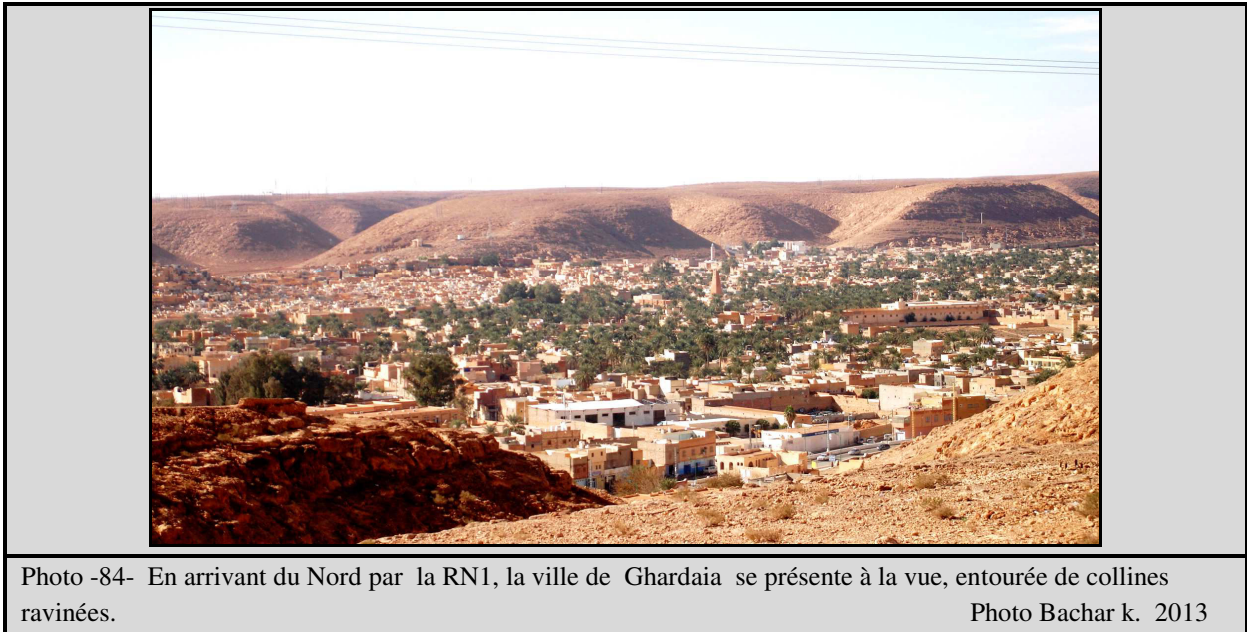 Photo -84- En arrivant du Nord par la RN1, la ville de Ghardaia se présente à la vue, entourée de collines
ravinées. Photo Bachar k. 2013